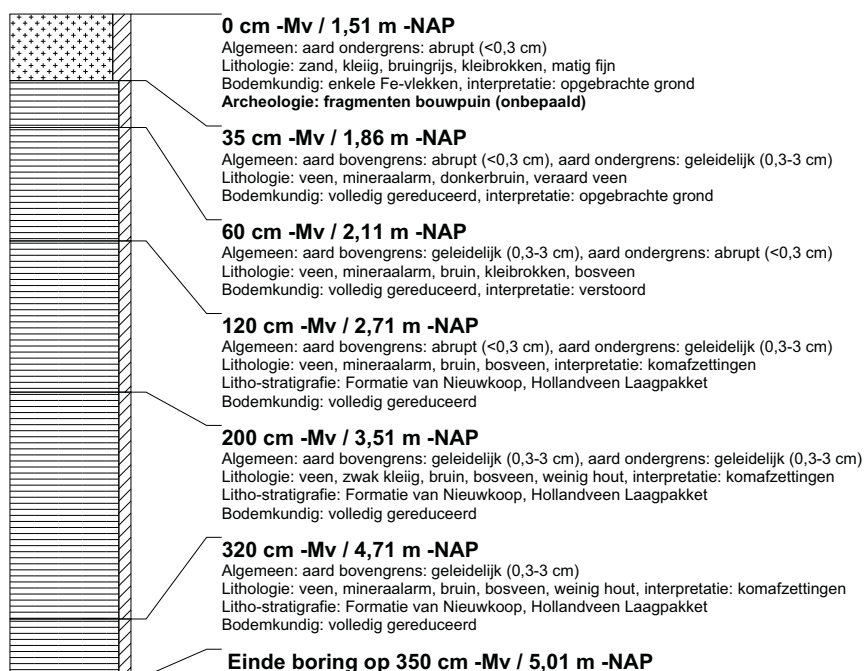 0 cm -Mv / 1,51 m -NAP
Algemeen: aard ondergrens: abrupt (<0,3 cm)
Lithologie: zand, kleiig, bruingrijs, kleibrokken, matig fijn
Bodemkundig: enkele Fe-vlekken, interpretatie: opgebrachte grond
Archeologie: fragmenten bouwpuin (onbepaald)
35 cm -Mv / 1,86 m -NAP
Algemeen: aard bovengrens: abrupt (<0,3 cm), aard ondergrens: geleidelijk (0,3-3 cm)
Lithologie: veen, mineraalarm, donkerbruin, veraard veen
Bodemkundig: volledig gereduceerd, interpretatie: opgebrachte grond
60 cm -Mv / 2,11 m -NAP
Algemeen: aard bovengrens: geleidelijk (0,3-3 cm), aard ondergrens: abrupt (<0,3 cm)
Lithologie: veen, mineraalarm, bruin, kleibrokken, bosveen
Bodemkundig: volledig gereduceerd, interpretatie: verstoord
120 cm -Mv / 2,71 m -NAP
Algemeen: aard bovengrens: abrupt (<0,3 cm), aard ondergrens: geleidelijk (0,3-3 cm)
Lithologie: veen, mineraalarm, bruin, bosveen, interpretatie: komafzettingen
Litho-stratigrafie: Formatie van Nieuwkoop, Hollandveen Laagpakket
Bodemkundig: volledig gereduceerd
200 cm -Mv / 3,51 m -NAP
Algemeen: aard bovengrens: geleidelijk (0,3-3 cm), aard ondergrens: geleidelijk (0,3-3 cm)
Lithologie: veen, zwak kleiig, bruin, bosveen, weinig hout, interpretatie: komafzettingen
Litho-stratigrafie: Formatie van Nieuwkoop, Hollandveen Laagpakket
Bodemkundig: volledig gereduceerd
320 cm -Mv / 4,71 m -NAP
Algemeen: aard bovengrens: geleidelijk (0,3-3 cm)
Lithologie: veen, mineraalarm, bruin, bosveen, weinig hout, interpretatie: komafzettingen
Litho-stratigrafie: Formatie van Nieuwkoop, Hollandveen Laagpakket
Bodemkundig: volledig gereduceerd
Einde boring op 350 cm -Mv / 5,01 m -NAP